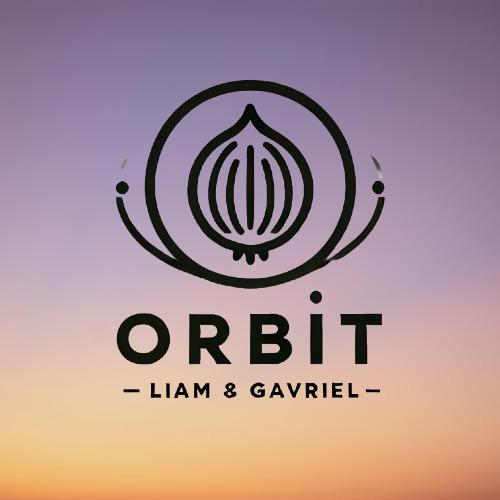 ORBiT
– LIAM & GAVRIEL –